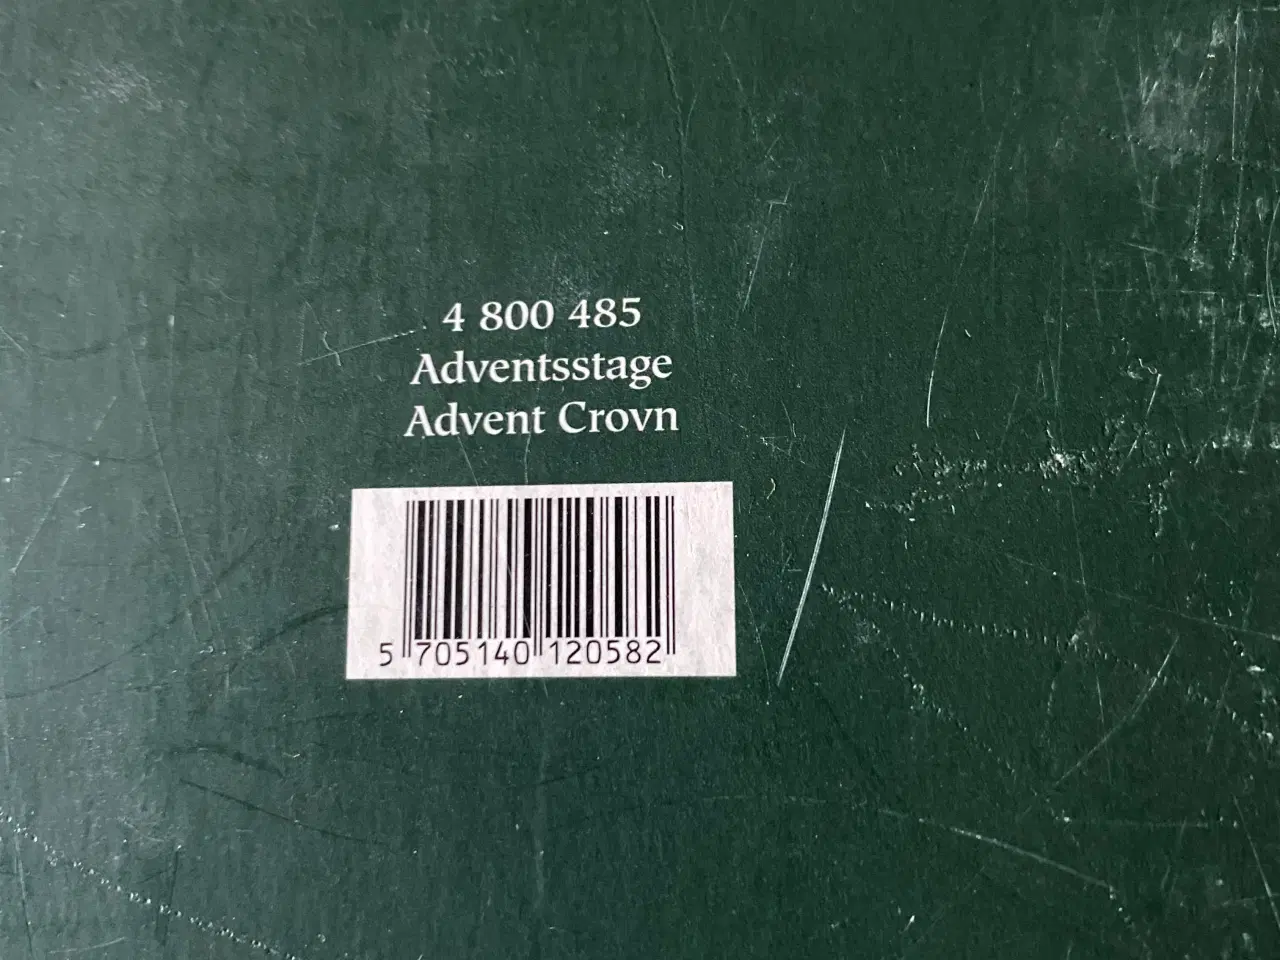 4 800 485
Adventsstage
Advent Crovn
5 705140 120582